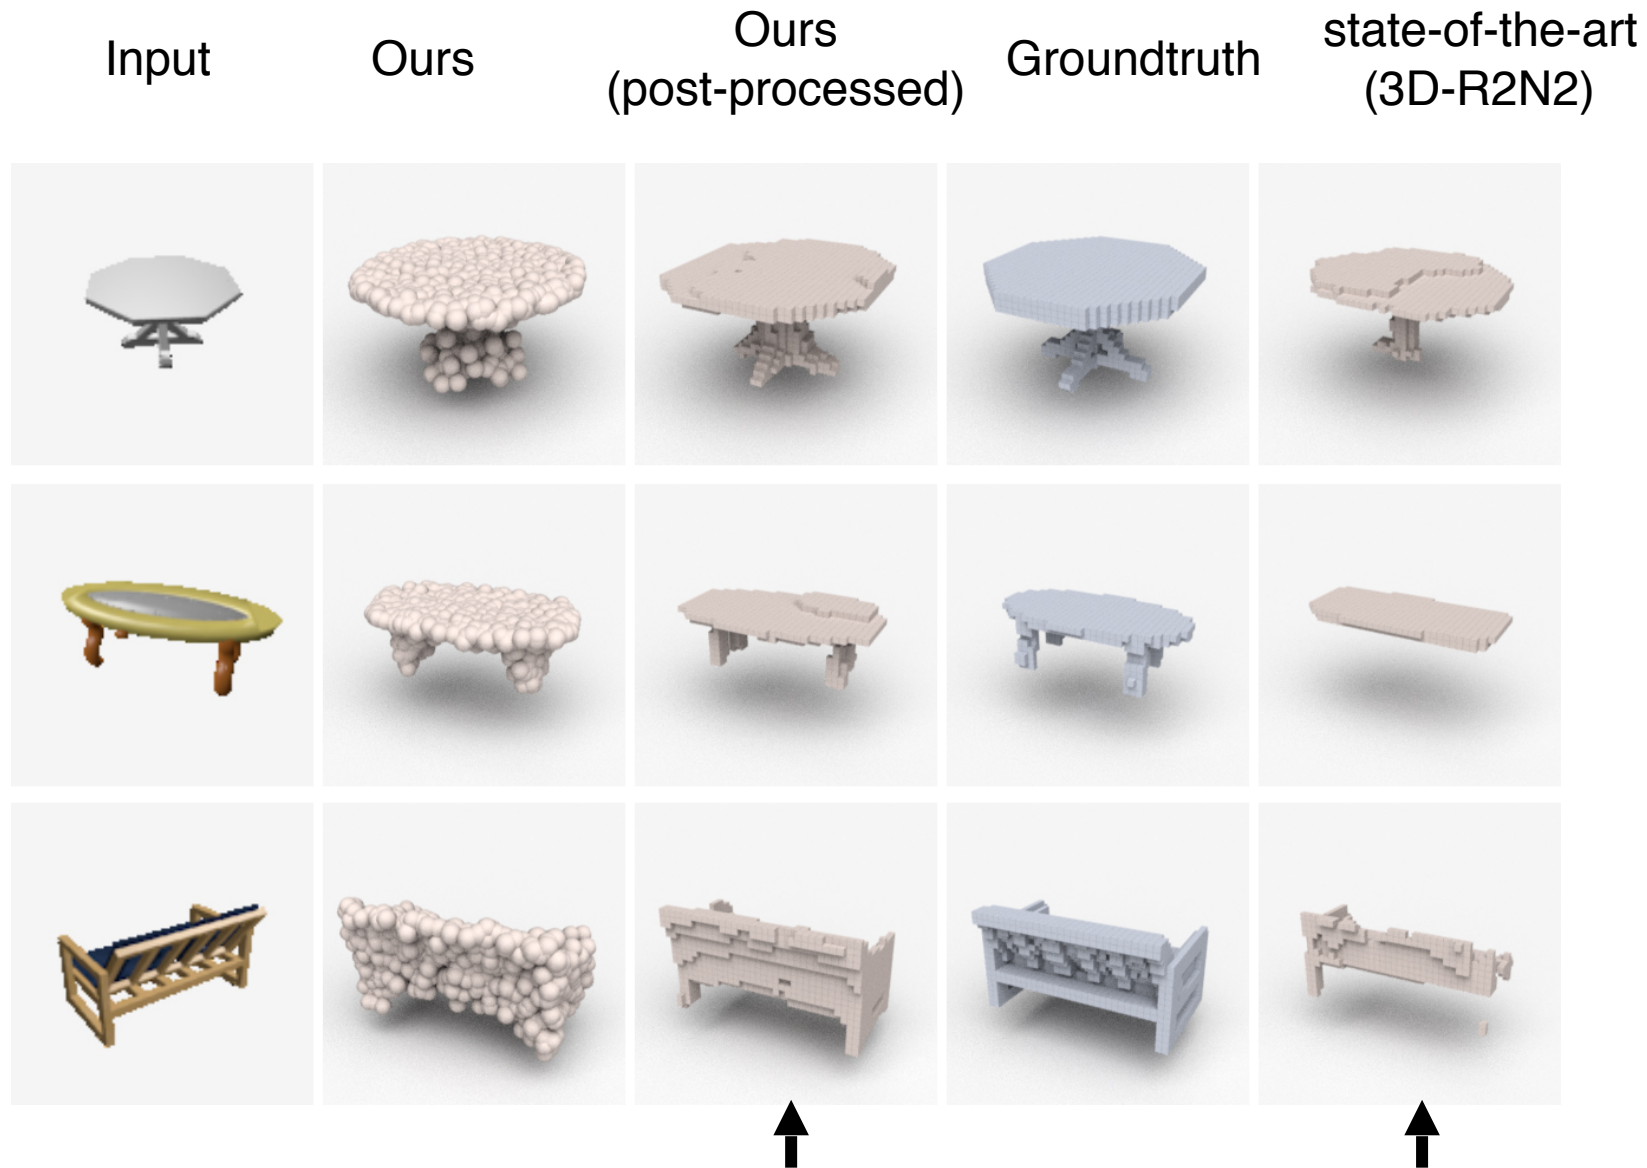 Input
Ours
Ours
(post-processed)
Groundtruth
state-of-the-art
(3D-R2N2)